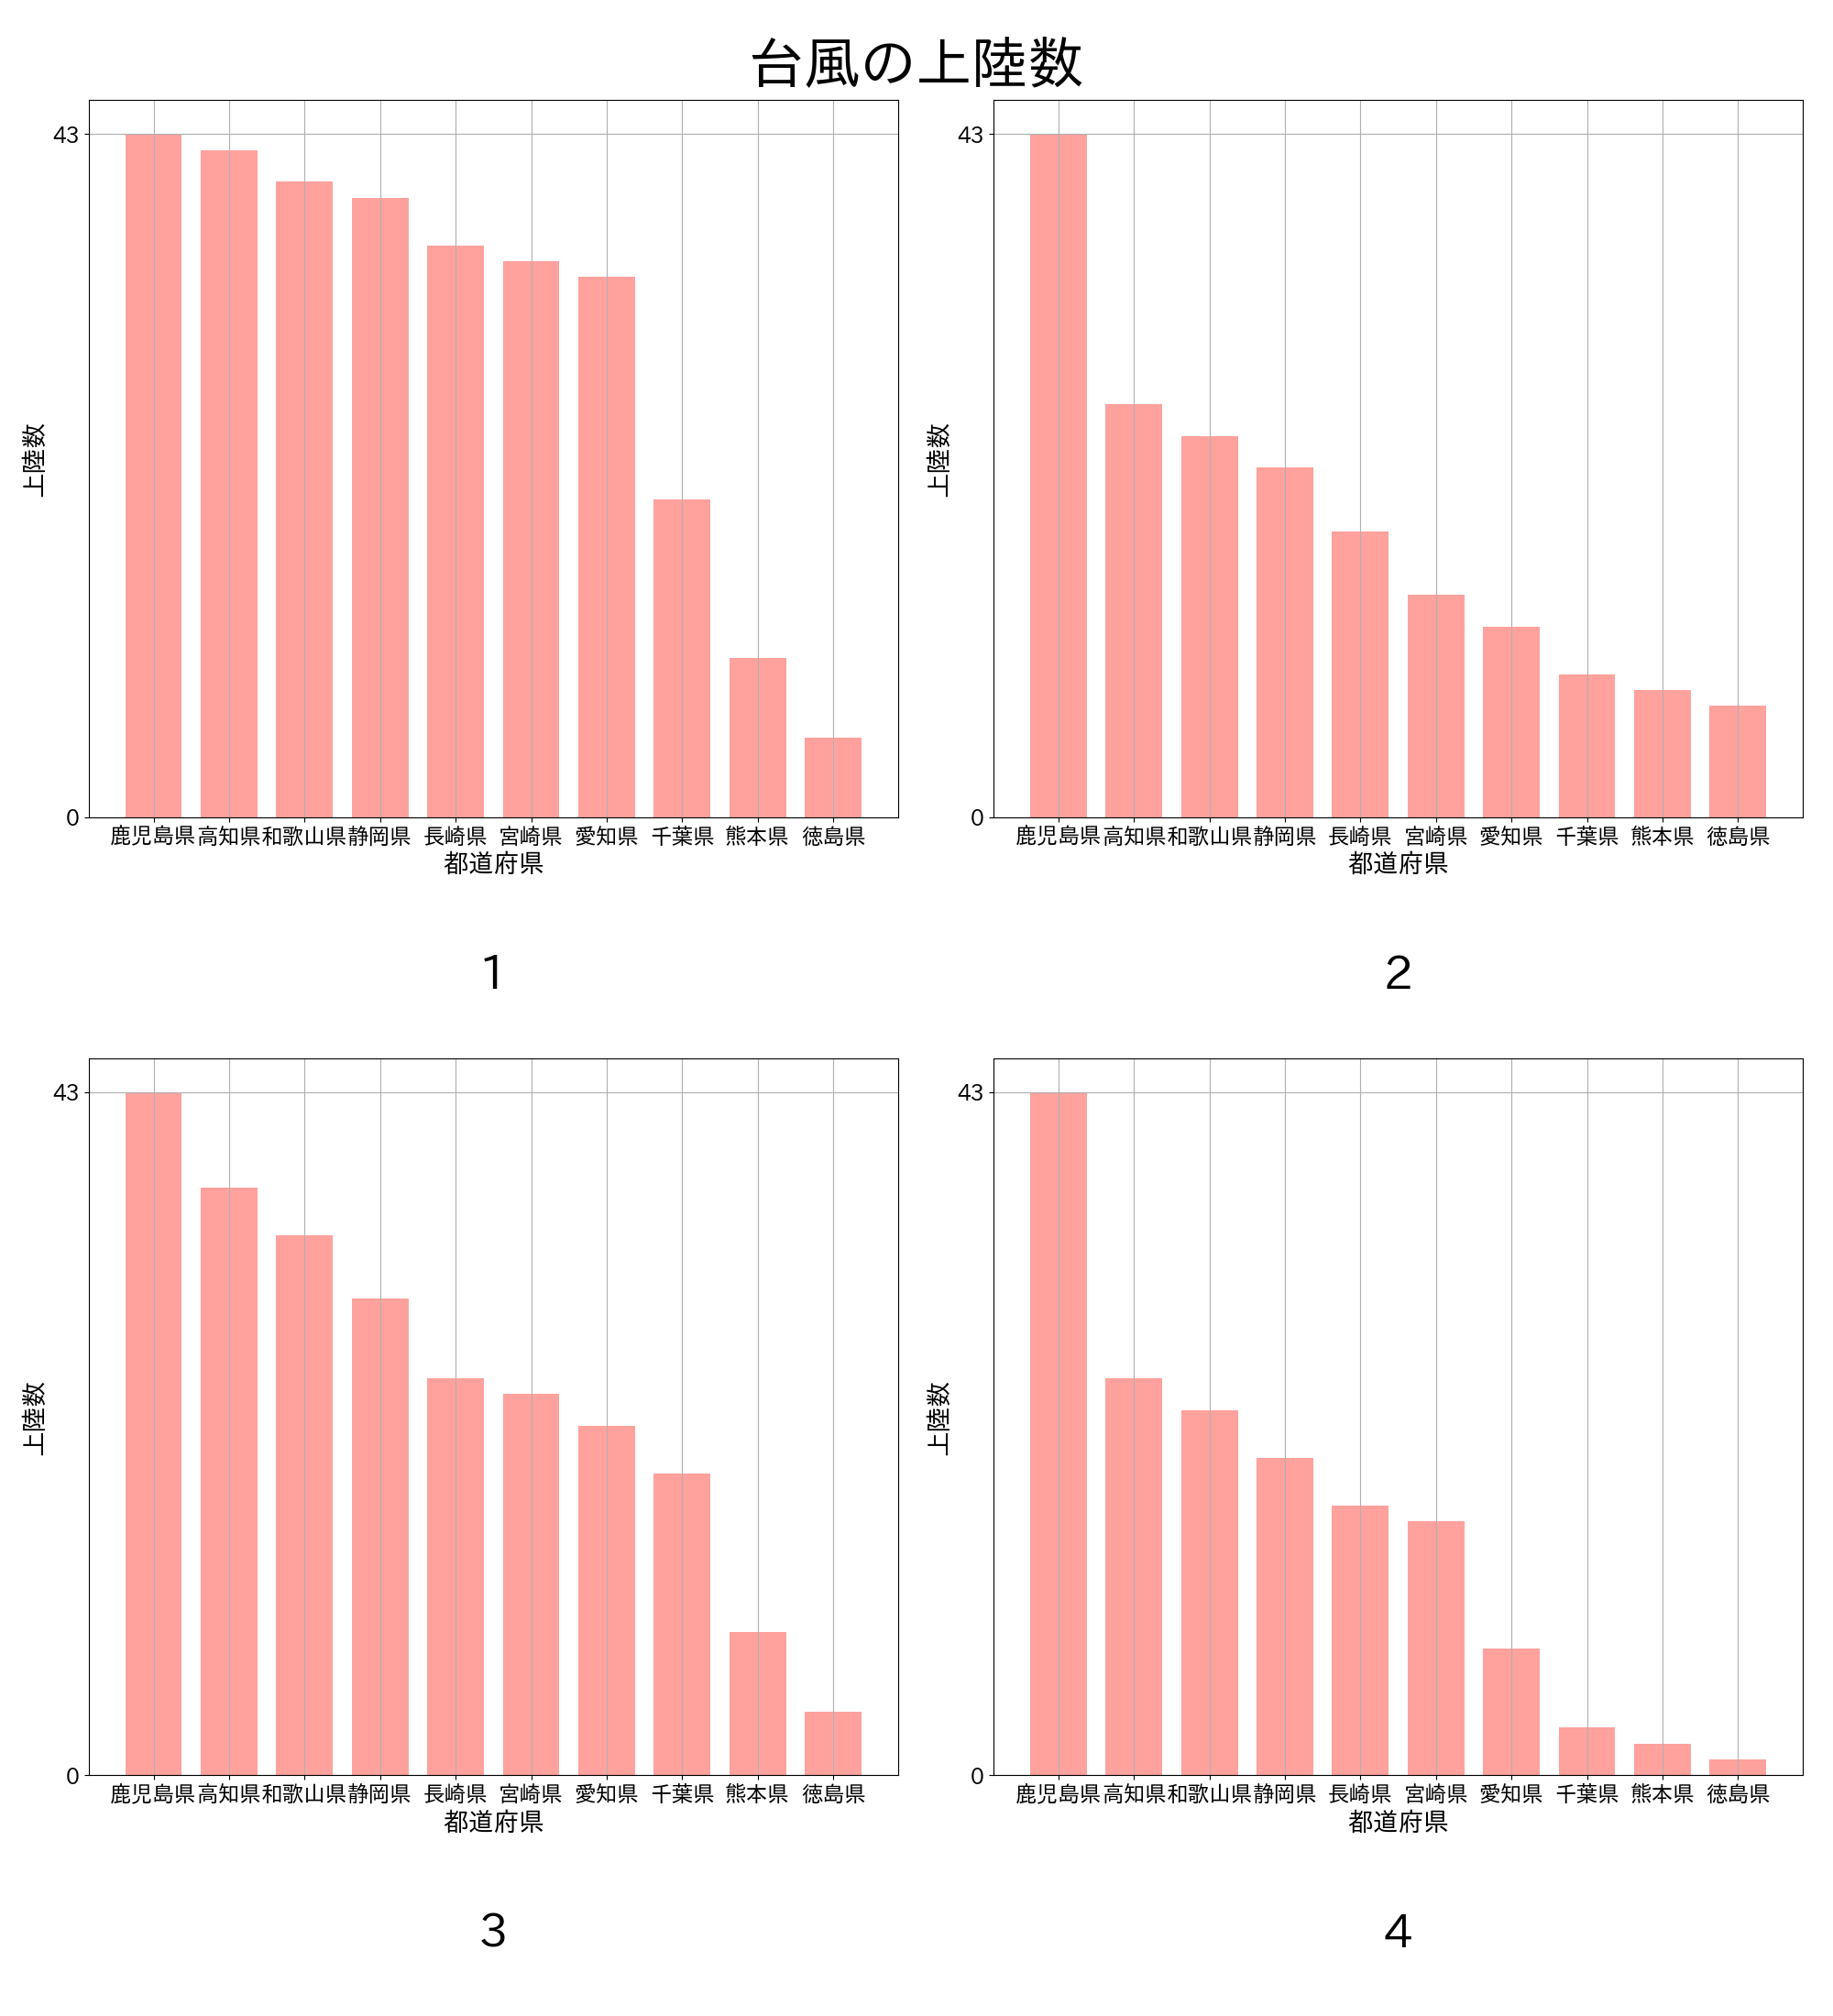 台風の上陸数
43
0
上陸数
鹿児島県 高知県 和歌山県 静岡県 長崎県 宮崎県 愛知県 千葉県 熊本県 徳島県
都道府県
1
43
0
上陸数
鹿児島県 高知県 和歌山県 静岡県 長崎県 宮崎県 愛知県 千葉県 熊本県 徳島県
都道府県
2
43
0
上陸数
鹿児島県 高知県 和歌山県 静岡県 長崎県 宮崎県 愛知県 千葉県 熊本県 徳島県
都道府県
3
43
0
上陸数
鹿児島県 高知県 和歌山県 静岡県 長崎県 宮崎県 愛知県 千葉県 熊本県 徳島県
都道府県
4